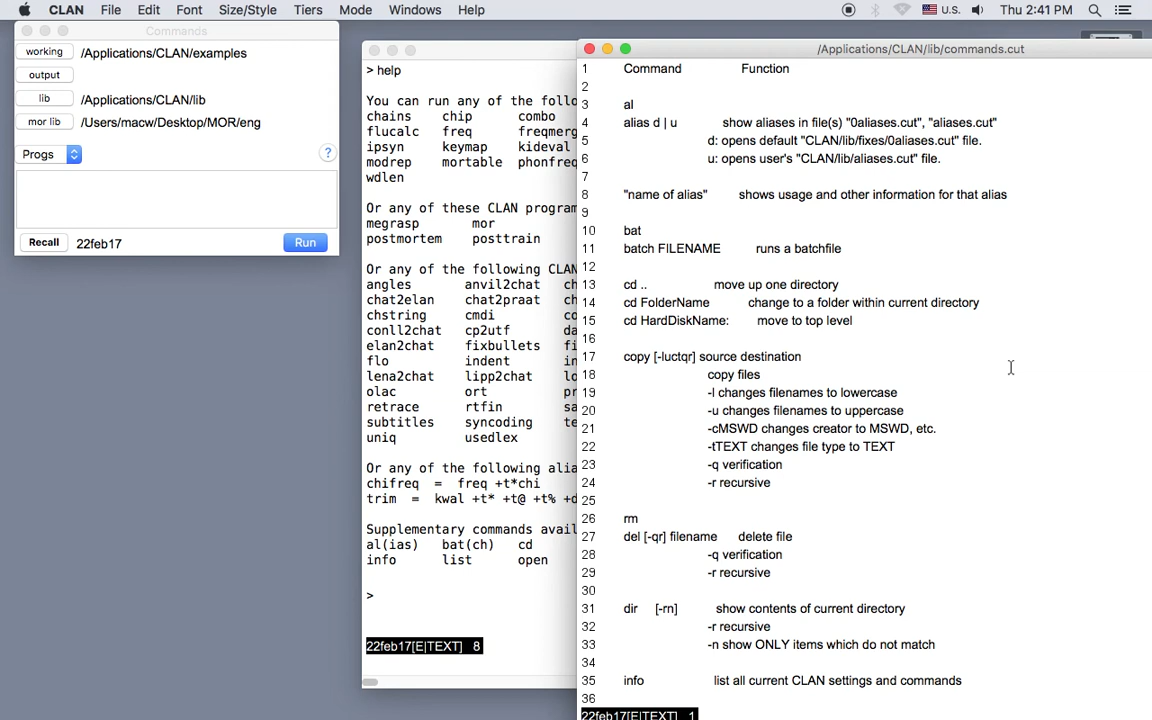 CLAN File Edit Font Size/Style Tiers Mode Windows Help U.S. Thu 2:41 PM
Commands
working /Applications/CLAN/examples
output
lib /Applications/CLAN/lib
mor lib /Users/macw/Desktop/MOR/eng
Progs ?
Recall 22feb17 Run
> help
You can run any of the follo
chains chip combo
flucalc freq freqmerg
ipsyn keymap kideval
modrep mortable phonfreq
wdlen
Or any of these CLAN program
megrasp mor
postmortem posttrain
Or any of the following CLAN
angles anvil2chat ch
chat2elan chat2praat
chstring cmdi
conll2chat cp2utf da
elan2chat fixbullets fi
flo indent in
lena2chat lipp2chat lo
olac ort
retrace rtfin sa
subtitles syncoding te
uniq usedlex
Or any of the following alia
chifreq = freq +t*chi
trim = kwal +t* +t@ +t% +d
Supplementary commands avail
al(ias) bat(ch) cd
info list open
>
22feb17[E|TEXT] 8
/Applications/CLAN/lib/commands.cut
1 Command Function
2
3 al
4 alias d | u show aliases in file(s) "0aliases.cut", "aliases.cut"
5 d: opens default "CLAN/lib/fixes/0aliases.cut" file.
6 u: opens user's "CLAN/lib/aliases.cut" file.
7
8 "name of alias" shows usage and other information for that alias
9
10 bat
11 batch FILENAME runs a batchfile
12
13 cd .. move up one directory
14 cd FolderName change to a folder within current directory
15 cd HardDiskName: move to top level
16
17 copy [-luctqr] source destination
18 copy files
19 -l changes filenames to lowercase
20 -u changes filenames to uppercase
21 -cMSWD changes creator to MSWD, etc.
22 -tTEXT changes file type to TEXT
23 -q verification
24 -r recursive
25
26 rm
27 del [-qr] filename delete file
28 -q verification
29 -r recursive
30
31 dir [-rn] show contents of current directory
32 -r recursive
33 -n show ONLY items which do not match
34
35 info list all current CLAN settings and commands
36
22feb17[E|TEXT] 1